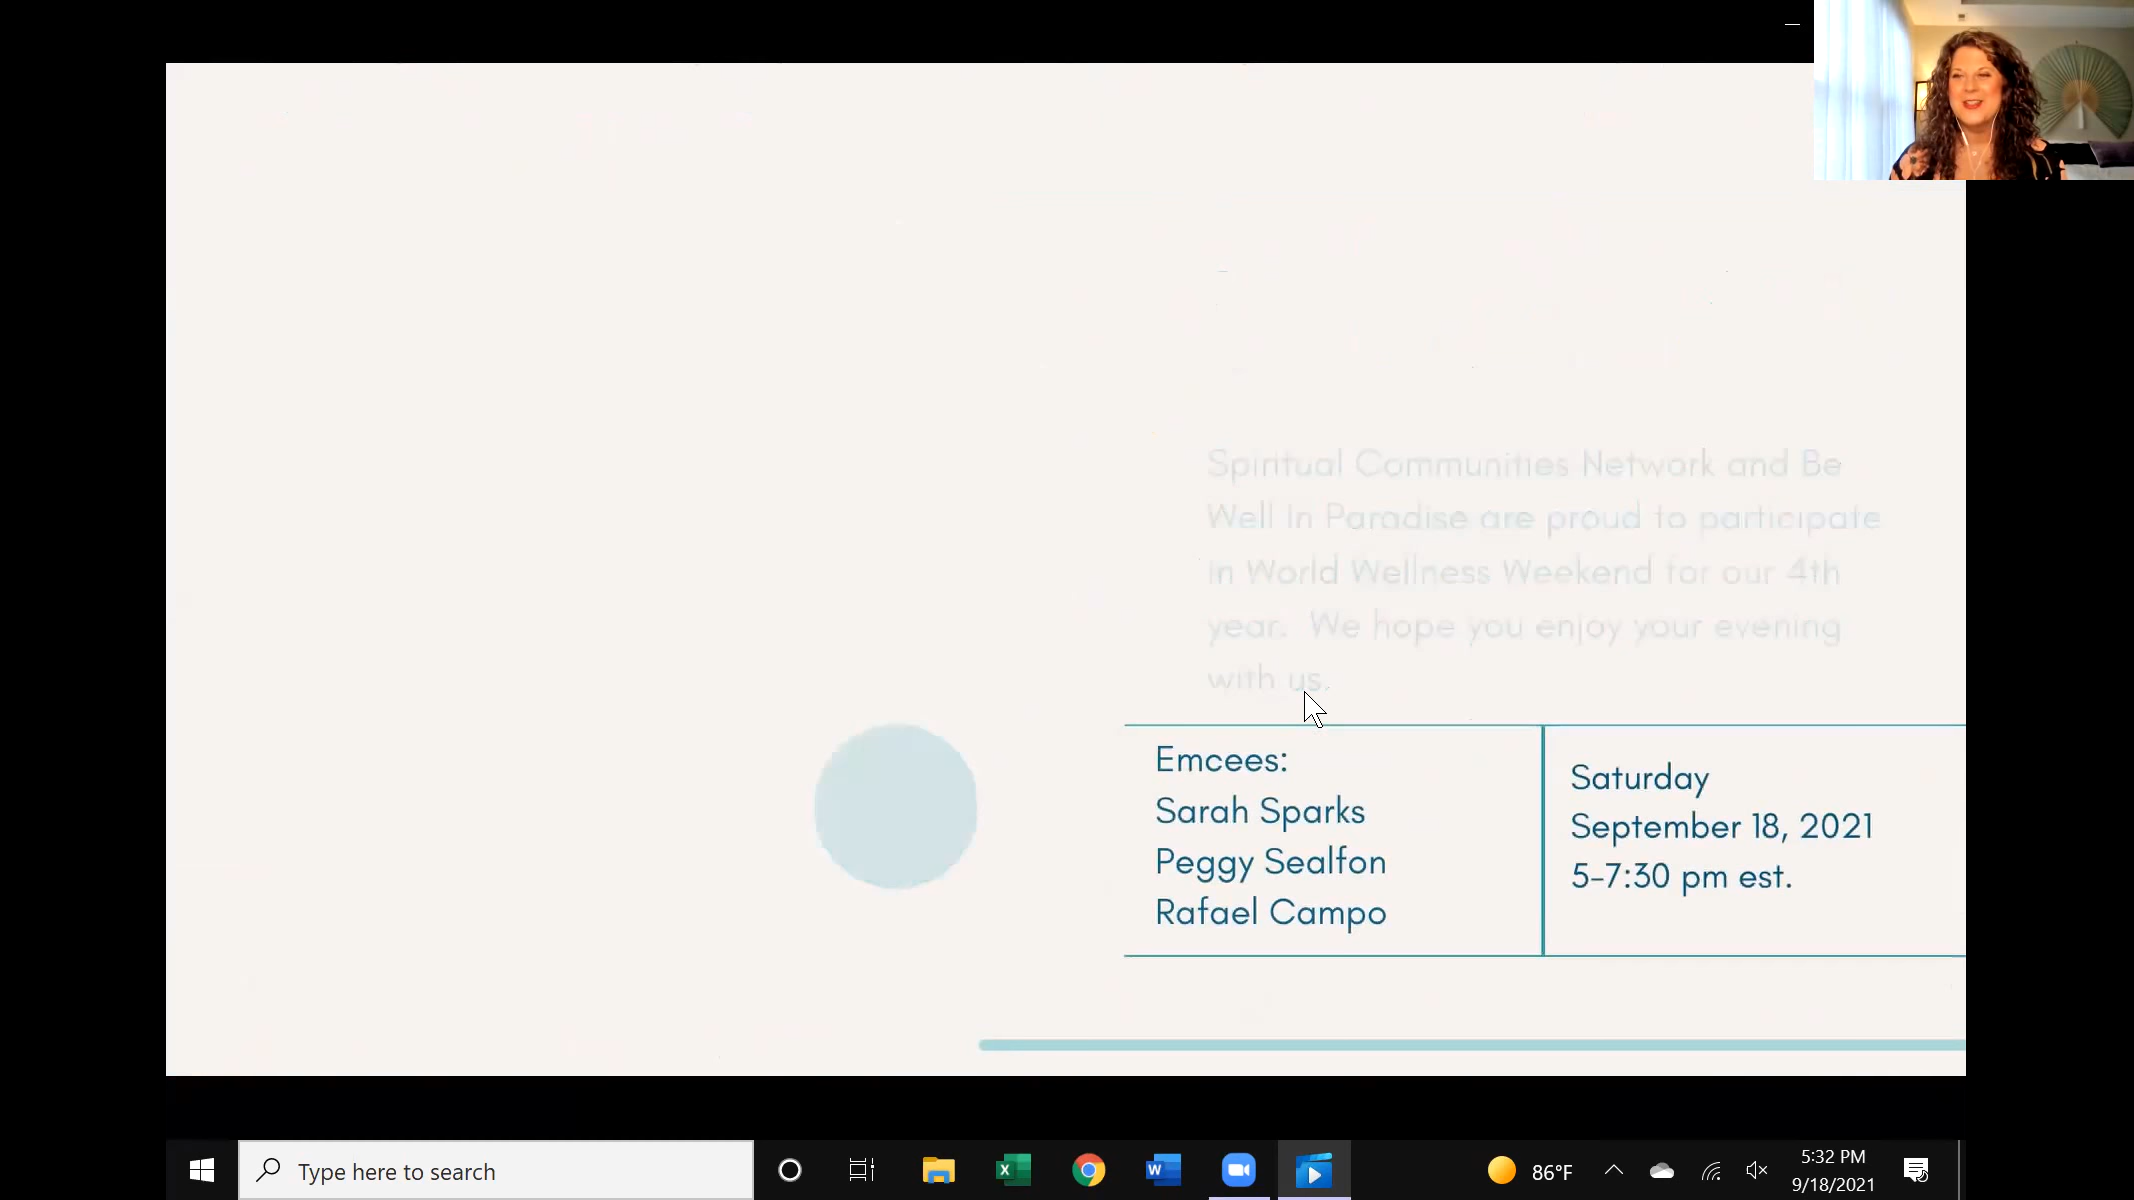 Spiritual Communities Network and Be
Well In Paradise are proud to participate
in World Wellness Weekend for our 4th
year. We hope you enjoy your evening
with us.
Emcees:
Sarah Sparks
Peggy Sealfon
Rafael Campo
Saturday
September 18, 2021
5-7:30 pm est.
Type here to search
86°F
5:32 PM
9/18/2021